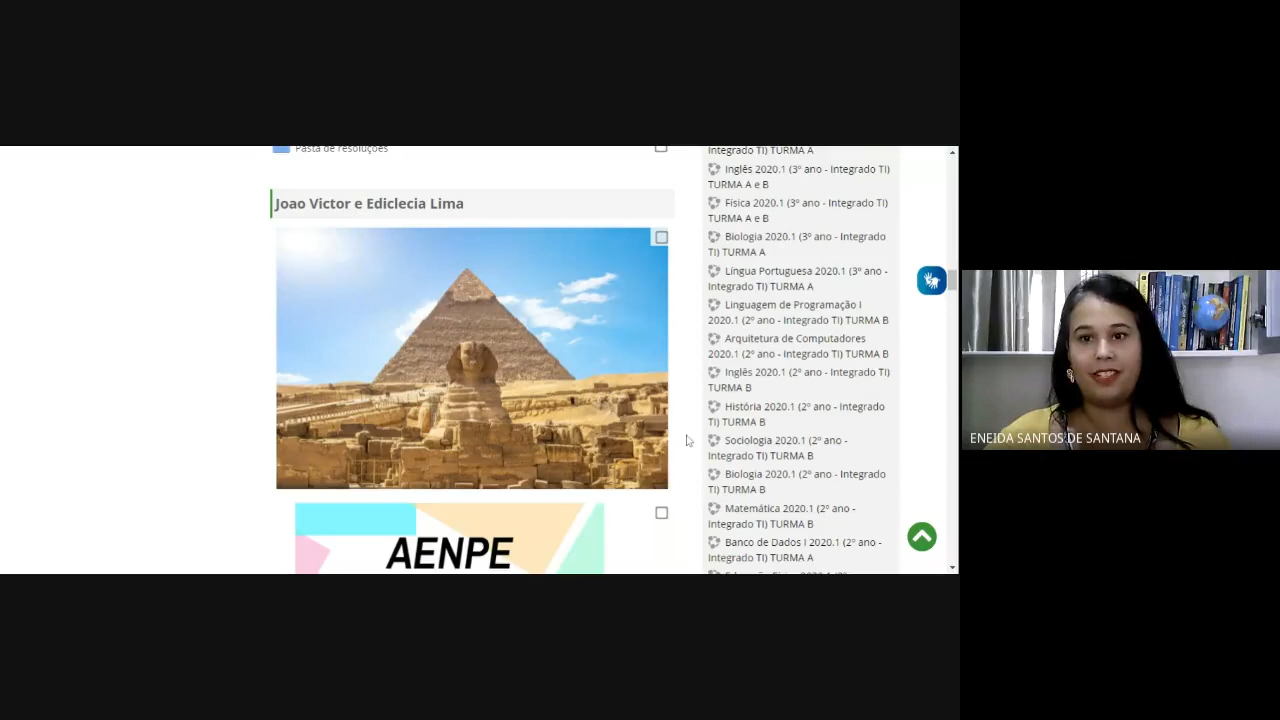 Pasta de resoluções
Joao Victor e Ediclecia Lima
AENPE
Integrado TI) TURMA A
Inglês 2020.1 (3º ano - Integrado TI)
TURMA A e B
Física 2020.1 (3º ano - Integrado TI)
TURMA A e B
Biologia 2020.1 (3º ano - Integrado
TI) TURMA A
Língua Portuguesa 2020.1 (3º ano -
Integrado TI) TURMA A
Linguagem de Programação I
2020.1 (2º ano - Integrado TI) TURMA B
Arquitetura de Computadores
2020.1 (2º ano - Integrado TI) TURMA B
Inglês 2020.1 (2º ano - Integrado TI)
TURMA B
História 2020.1 (2º ano - Integrado
TI) TURMA B
Sociologia 2020.1 (2º ano -
Integrado TI) TURMA B
Biologia 2020.1 (2º ano - Integrado
TI) TURMA B
Matemática 2020.1 (2º ano -
Integrado TI) TURMA B
Banco de Dados I 2020.1 (2º ano -
Integrado TI) TURMA A
ENEIDA SANTOS DE SANTANA